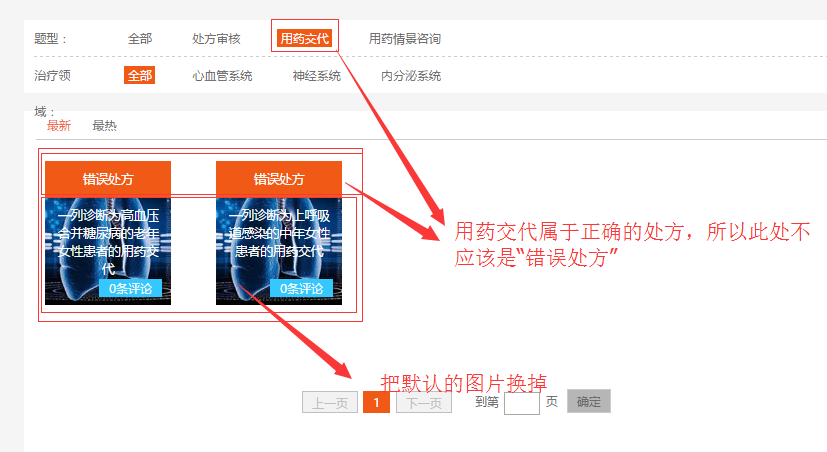 题型： 全部 处方审核 用药交代 用药情景咨询
治疗领 全部 心血管系统 神经系统 内分泌系统
域：
最新 最热
错误处方 错误处方
一列诊断为高血压
合并糖尿病的老年
女性患者的用药交
代
0条评论
一列诊断为上呼吸
道感染的中年女性
患者的用药交代
0条评论
用药交代属于正确的处方，所以此处不
应该是“错误处方”
把默认的图片换掉
上一页 1 下一页 到第 页 确定